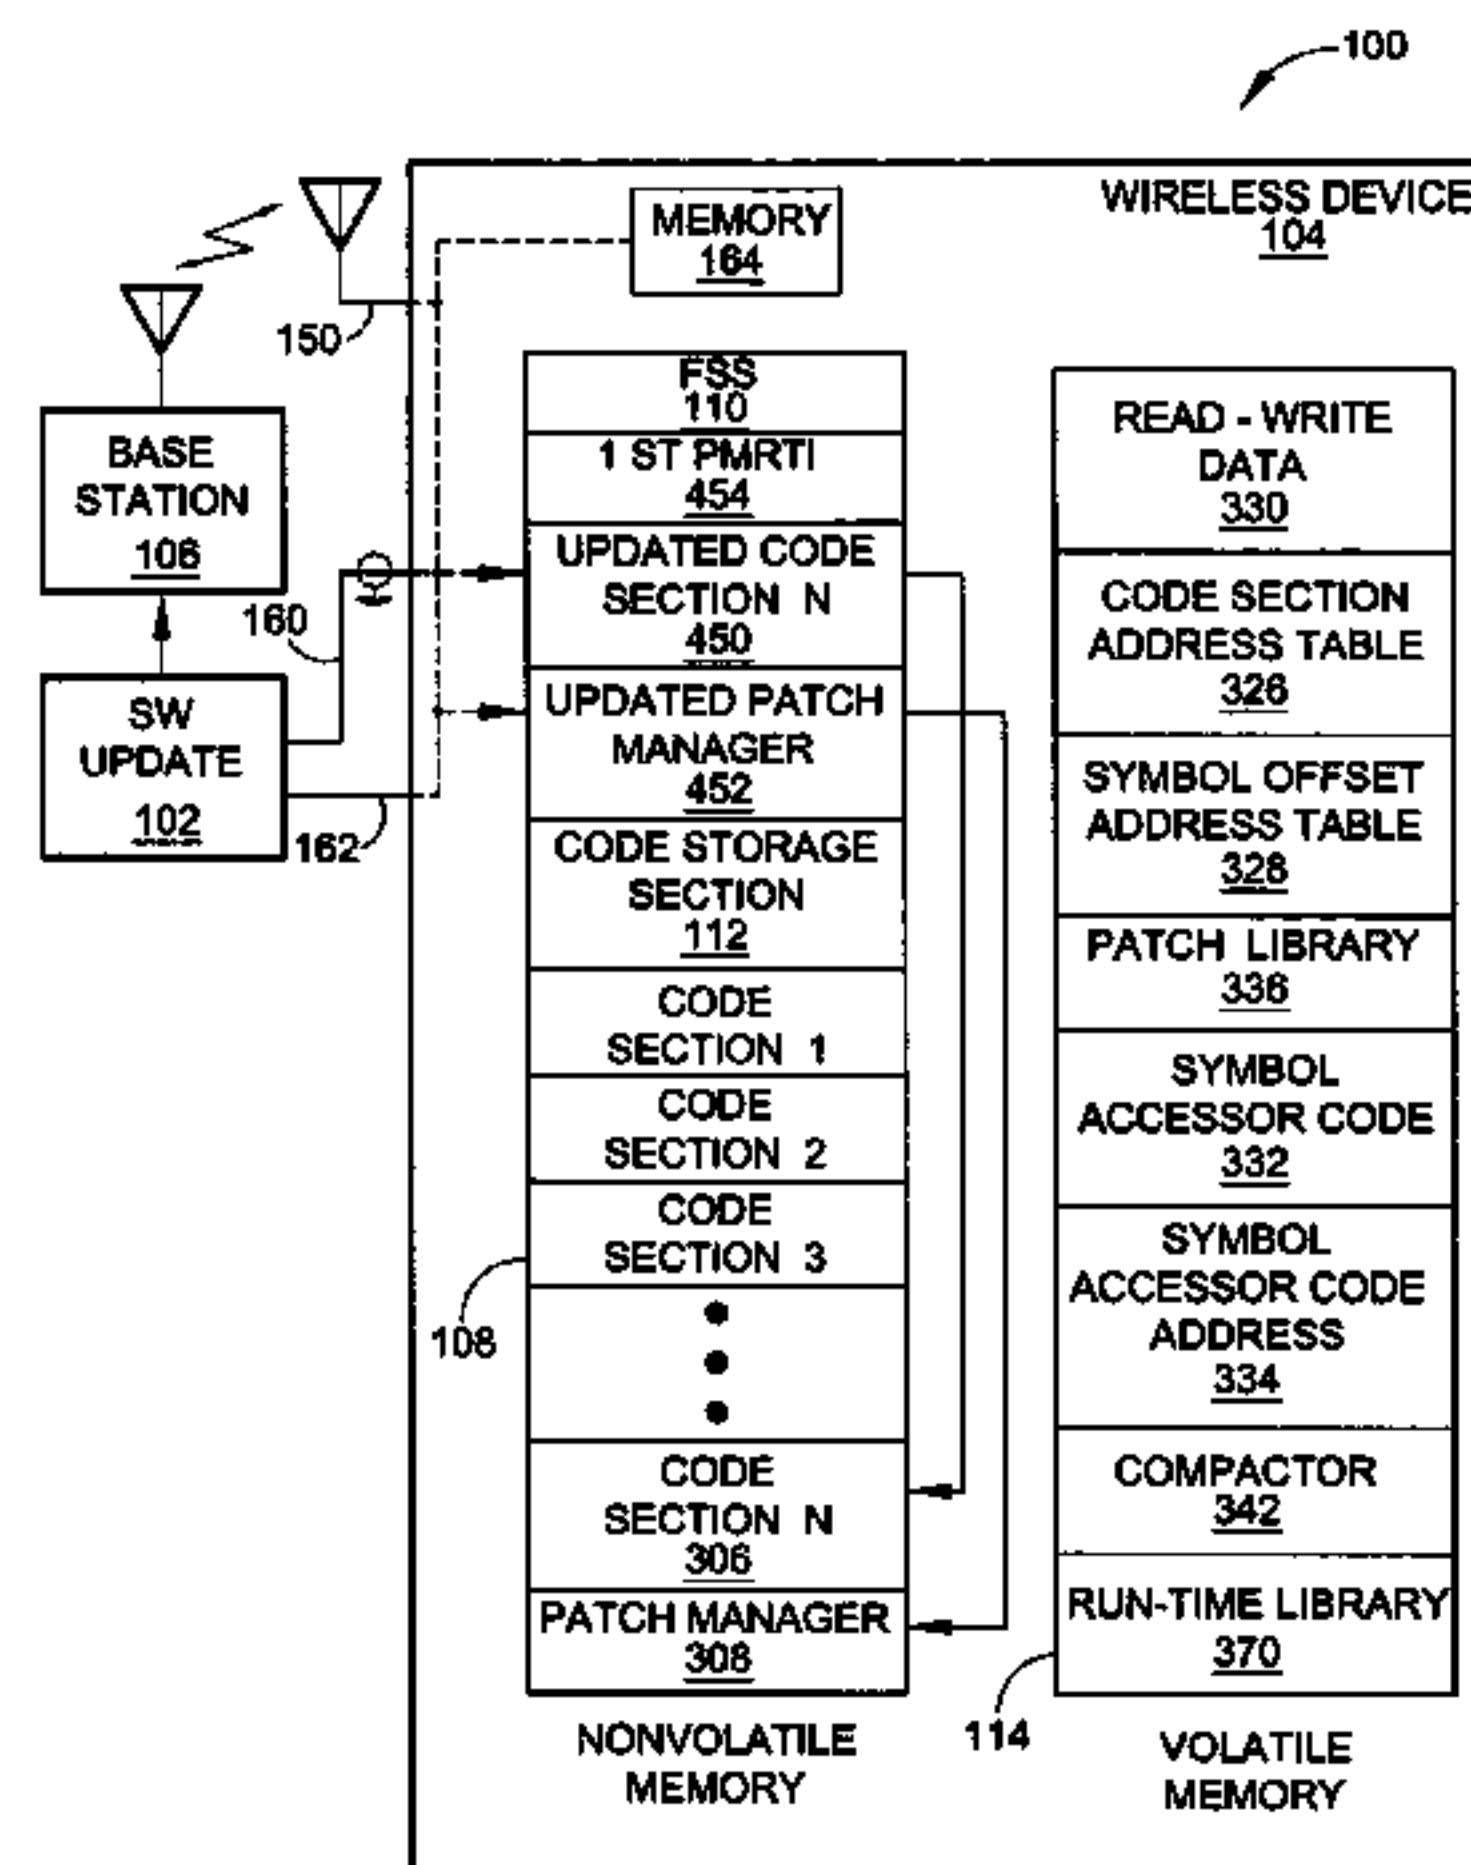 100
WIRELESS DEVICE
104
MEMORY
164
150
BASE
STATION
106
160
SW
UPDATE
102
162
FSS
110
1 ST PMRTI
454
UPDATED CODE
SECTION N
450
UPDATED PATCH
MANAGER
452
CODE STORAGE
SECTION
112
CODE
SECTION 1
CODE
SECTION 2
CODE
SECTION 3
108
CODE
SECTION N
306
PATCH MANAGER
308
NONVOLATILE
MEMORY
READ - WRITE
DATA
330
CODE SECTION
ADDRESS TABLE
326
SYMBOL OFFSET
ADDRESS TABLE
328
PATCH LIBRARY
336
SYMBOL
ACCESSOR CODE
332
SYMBOL
ACCESSOR CODE
ADDRESS
334
COMPACTOR
342
RUN-TIME LIBRARY
370
114
VOLATILE
MEMORY